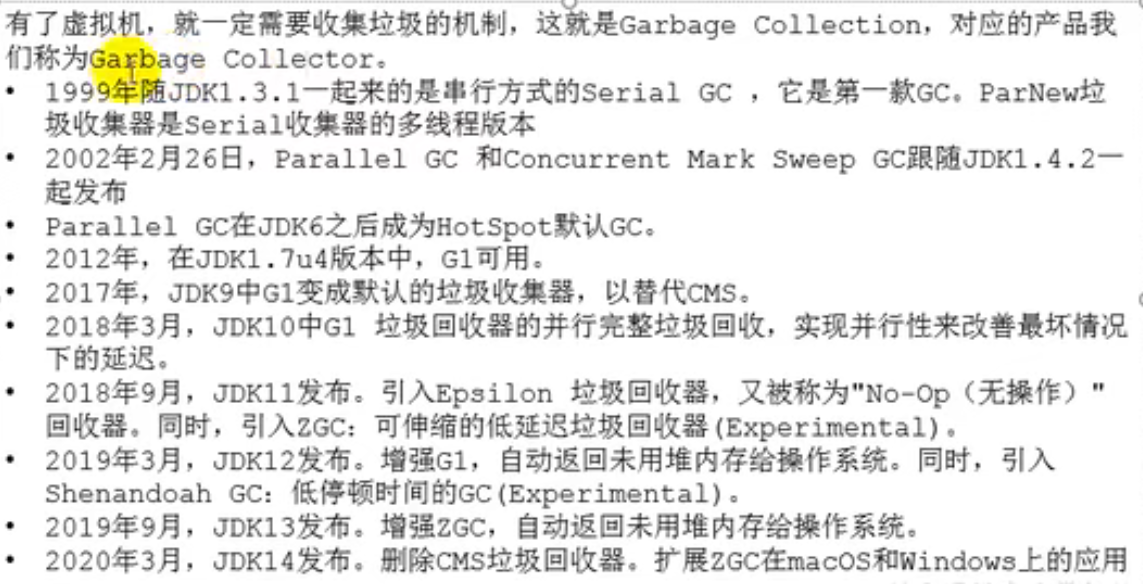 有了虚拟机，就一定需要收集垃圾的机制，这就是Garbage Collection，对应的产品我
们称为Garbage Collector。
• 1999年随JDK1.3.1一起来的是串行方式的Serial GC ，它是第一款GC。ParNew垃
圾收集器是Serial收集器的多线程版本
• 2002年2月26日，Parallel GC 和Concurrent Mark Sweep GC跟随JDK1.4.2一
起发布
• Parallel GC在JDK6之后成为HotSpot默认GC。
• 2012年，在JDK1.7u4版本中，G1可用。
• 2017年，JDK9中G1变成默认的垃圾收集器，以替代CMS。
• 2018年3月，JDK10中G1 垃圾回收器的并行完整垃圾回收，实现并行性来改善最坏情况
下的延迟。
• 2018年9月，JDK11发布。引入Epsilon 垃圾回收器，又被称为"No-Op（无操作）"
回收器。同时，引入ZGC：可伸缩的低延迟垃圾回收器(Experimental)。
• 2019年3月，JDK12发布。增强G1，自动返回未用堆内存给操作系统。同时，引入
Shenandoah GC：低停顿时间的GC(Experimental)。
• 2019年9月，JDK13发布。增强ZGC，自动返回未用堆内存给操作系统。
• 2020年3月，JDK14发布。删除CMS垃圾回收器。扩展ZGC在macOS和Windows上的应用